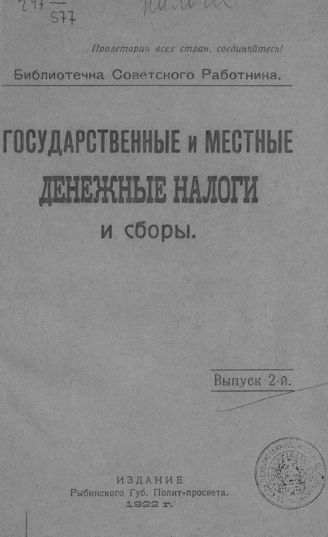 577
Пролетарии всех стран, соединяйтесь!
Библиотечка Советского Работника.
ГОСУДАРСТВЕННЫЕ и МЕСТНЫЕ
ДЕНЕЖНЫЕ НАЛОГИ
и сборы.
Выпуск 2-й.
ИЗДАНИЕ
Рыбинского Губ. Полит-просвета.
1922 г.